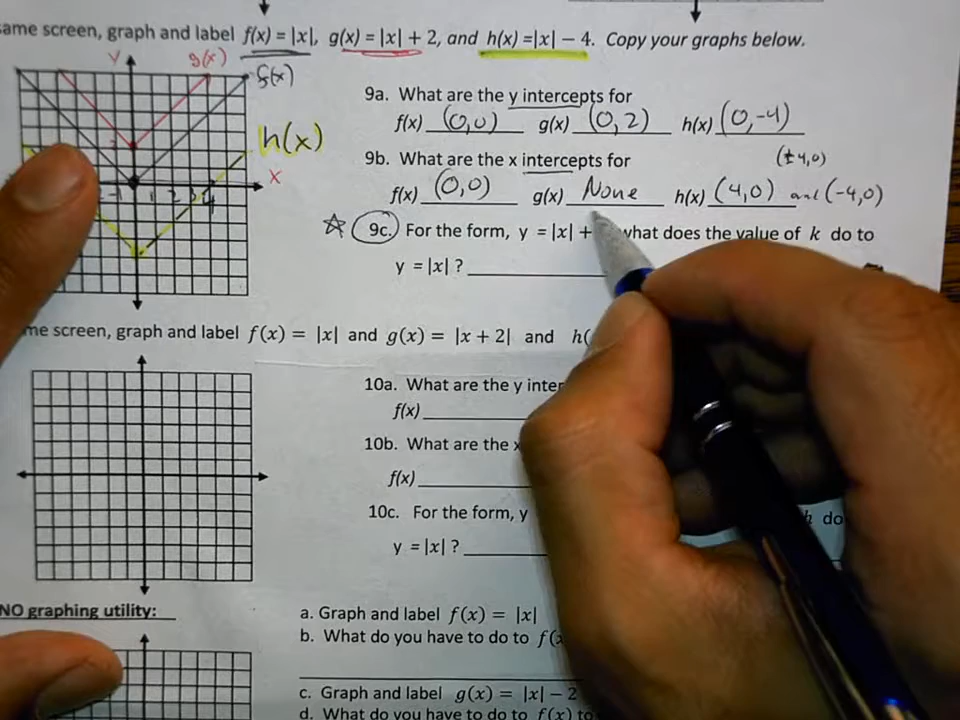 ame screen, graph and label f(x) = |x|, g(x) = |x| + 2, and h(x) =|x| − 4. Copy your graphs below.
y g(x) f(x)
h(x)
x
-1 1 2 3 4
9a. What are the y intercepts for
f(x) (0,0) g(x) (0,2) h(x) (0,-4)
9b. What are the x intercepts for (±4,0)
f(x) (0,0) g(x) None h(x) (4,0) and (-4,0)
☆ 9c. For the form, y = |x| + what does the value of k do to
y = |x| ?
me screen, graph and label f(x) = |x| and g(x) = |x + 2| and h(
10a. What are the y inter
f(x)
10b. What are the x
f(x)
10c. For the form, y h do
y = |x| ?
NO graphing utility:
a. Graph and label f(x) = |x|
b. What do you have to do to f(x
c. Graph and label g(x) = |x| − 2
d. What do you have to do to f(x) to